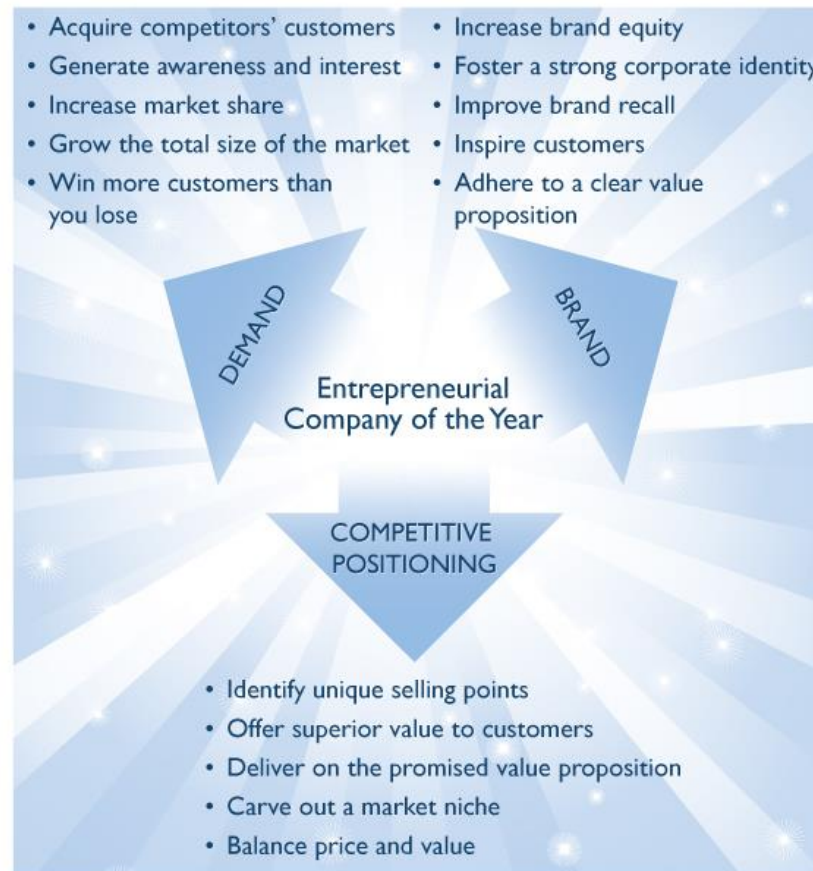 • Acquire competitors' customers
• Generate awareness and interest
• Increase market share
• Grow the total size of the market
• Win more customers than
you lose
• Increase brand equity
• Foster a strong corporate identity
• Improve brand recall
• Inspire customers
• Adhere to a clear value
proposition
DEMAND
BRAND
Entrepreneurial
Company of the Year
COMPETITIVE
POSITIONING
• Identify unique selling points
• Offer superior value to customers
• Deliver on the promised value proposition
• Carve out a market niche
• Balance price and value